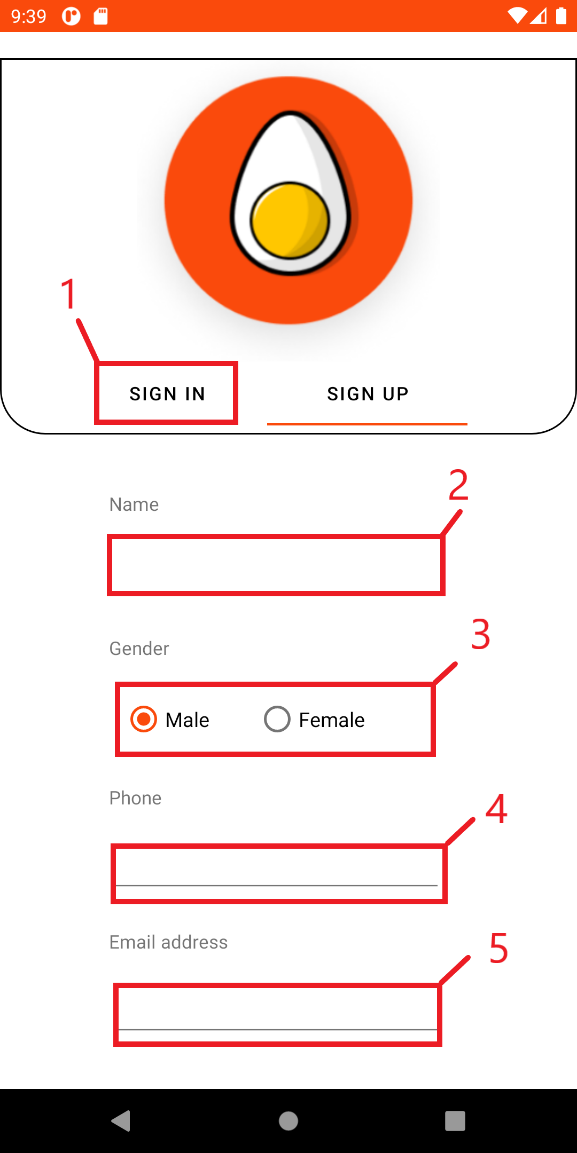 9:39
1
SIGN IN SIGN UP
2
Name
3
Gender
Male Female
4
Phone
5
Email address